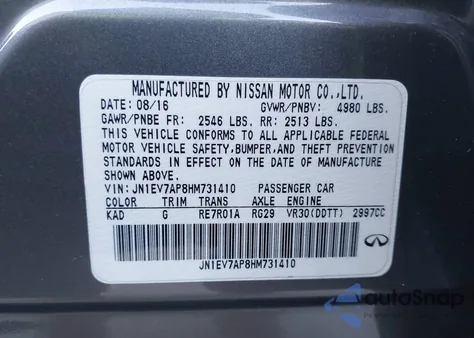 MANUFACTURED BY NISSAN MOTOR CO.,LTD.
DATE: 08/16 GVWR/PNBV: 4980 LBS.
GAWR/PNBE FR: 2546 LBS. RR: 2513 LBS.
THIS VEHICLE CONFORMS TO ALL APPLICABLE FEDERAL
MOTOR VEHICLE SAFETY,BUMPER,AND THEFT PREVENTION
STANDARDS IN EFFECT ON THE DATE OF MANUFACTURE
SHOWN ABOVE.
VIN: JN1EV7AP8HM731410 PASSENGER CAR
COLOR TRIM TRANS AXLE ENGINE
KAD G RE7R01A RG29 VR30(DDTT) 2997CC
JN1EV7AP8HM731410
autoSnap